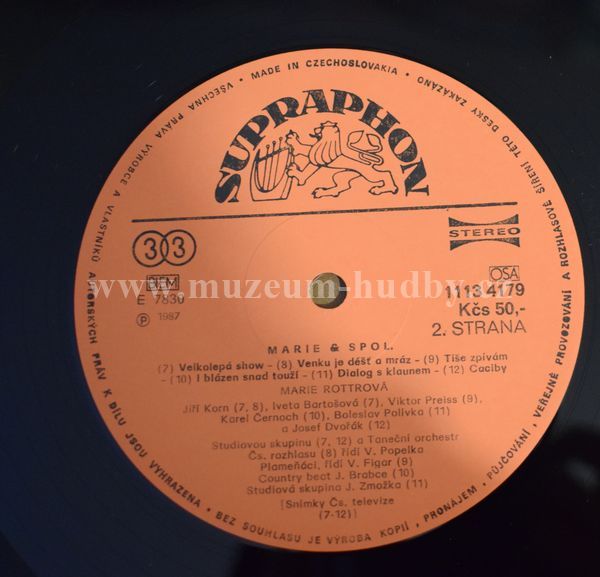 VŠECHNA PRÁVA VÝROBCE A VLASTNÍKŮ AUTORSKÝCH PRÁV K DÍLU JSOU VYHRAZENA • BEZ SOUHLASU JE VÝROBA KOPIÍ, PRONÁJEM, PŮJČOVÁNÍ, VEŘEJNÉ PROVOZOVÁNÍ A ROZHLASOVÉ ŠÍŘENÍ TÉTO DESKY ZAKÁZÁNO • MADE IN CZECHOSLOVAKIA •
SUPRAPHON
33
STEREO
BIEM
OSA
www.muzeum-hudby.cz
E 7830
1113 4179
Ⓟ 1987
Kčs 50,-
2. STRANA
MARIE & SPOL.
(7) Velkolepá show – (8) Venku je déšť a mráz – (9) Tiše zpívám
– (10) I blázen snad touží – (11) Dialog s klaunem – (12) Caciby
MARIE ROTTROVÁ
Jiří Korn (7, 8), Iveta Bartošová (7), Viktor Preiss (9),
Karel Černoch (10), Boleslav Polívka (11)
a Josef Dvořák (12)
Studiovou skupinu (7, 12) a Taneční orchestr
Čs. rozhlasu (8) řídí V. Popelka
Plameňáci, řídí V. Figar (9)
Country beat J. Brabce (10)
Studiová skupina J. Zmožka (11)
[Snímky Čs. televize
(7-12)]